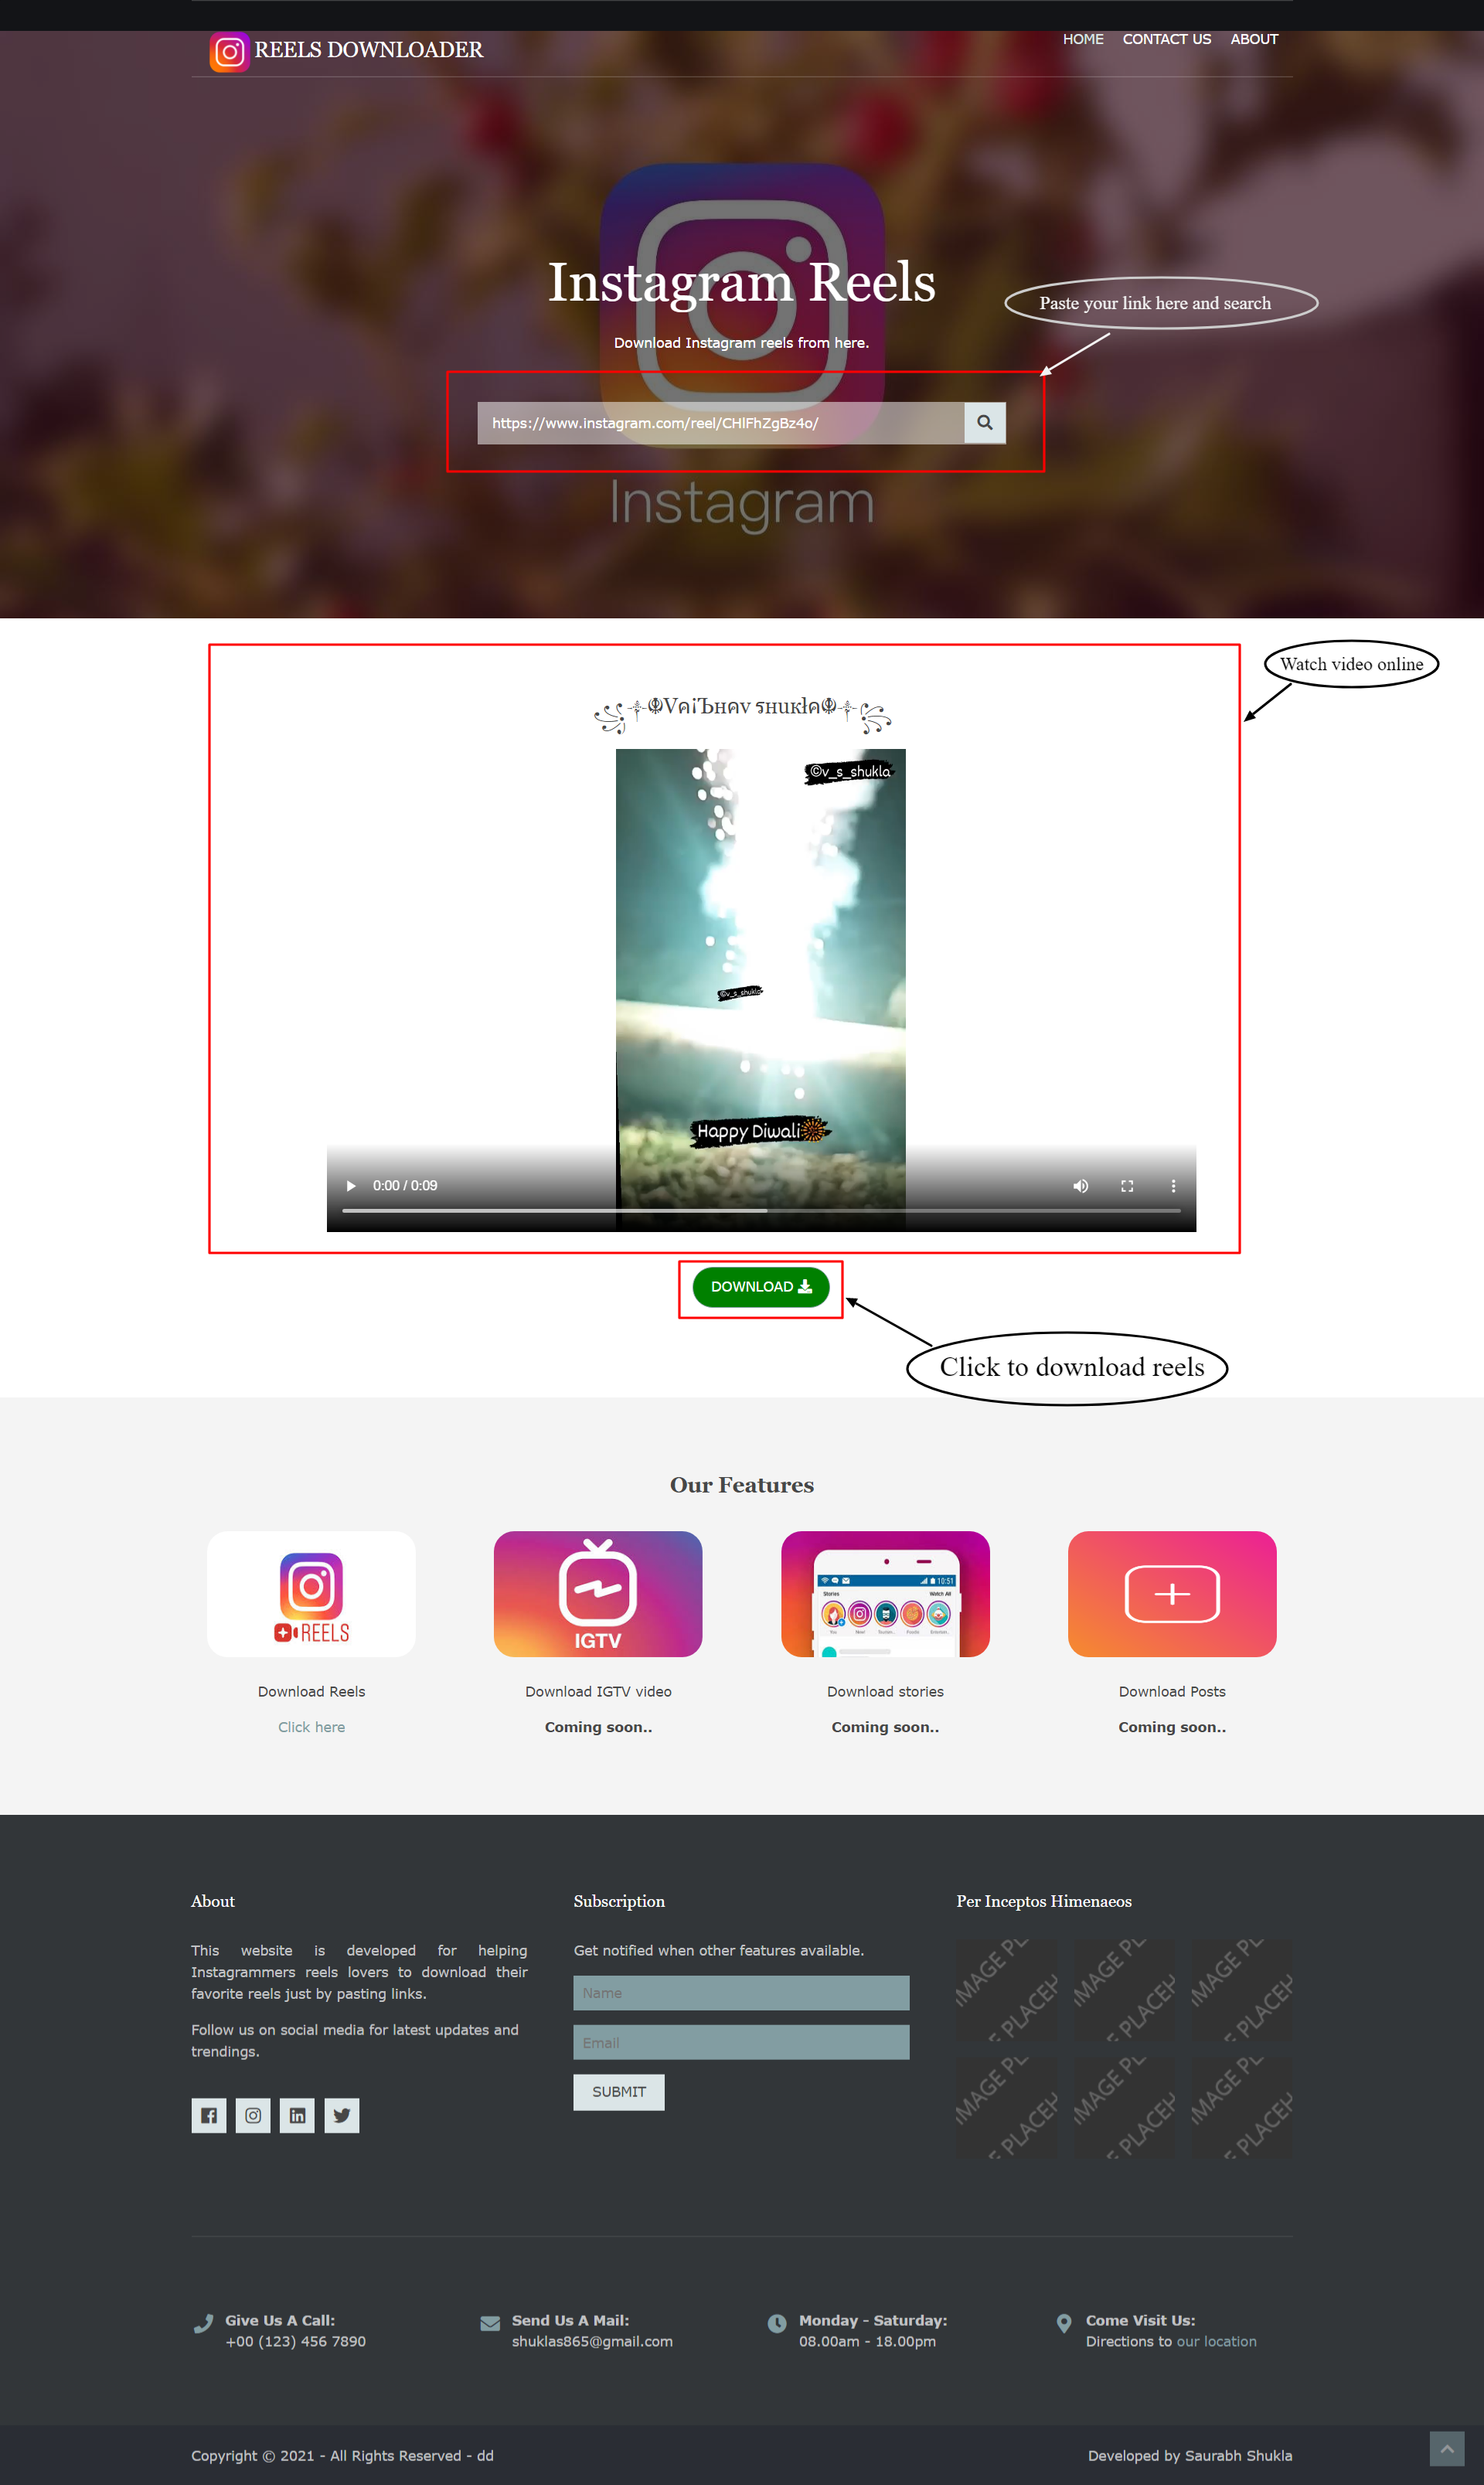 REELS DOWNLOADER
HOME CONTACT US ABOUT
Instagram Reels
Paste your link here and search
Download Instagram reels from here.
https://www.instagram.com/reel/CHlFhZgBz4o/
Instagram
Watch video online
©v_s_shukla
©v_s_shukla
Happy Diwali
0:00 / 0:09
DOWNLOAD
Click to download reels
Our Features
REELS
IGTV
10:51
Stories Watch All
Download Reels
Click here
Download IGTV video
Coming soon..
Download stories
Coming soon..
Download Posts
Coming soon..
About
This website is developed for helping
Instagrammers reels lovers to download their
favorite reels just by pasting links.
Follow us on social media for latest updates and
trendings.
Subscription
Get notified when other features available.
Name
Email
SUBMIT
Per Inceptos Himenaeos
IMAGE PL
E PLACEH
IMAGE PL
E PLACEH
IMAGE PL
E PLACEH
IMAGE PL
E PLACEH
IMAGE PL
E PLACEH
IMAGE PL
E PLACEH
Give Us A Call:
+00 (123) 456 7890
Send Us A Mail:
shuklas865@gmail.com
Monday - Saturday:
08.00am - 18.00pm
Come Visit Us:
Directions to our location
Copyright © 2021 - All Rights Reserved - dd
Developed by Saurabh Shukla